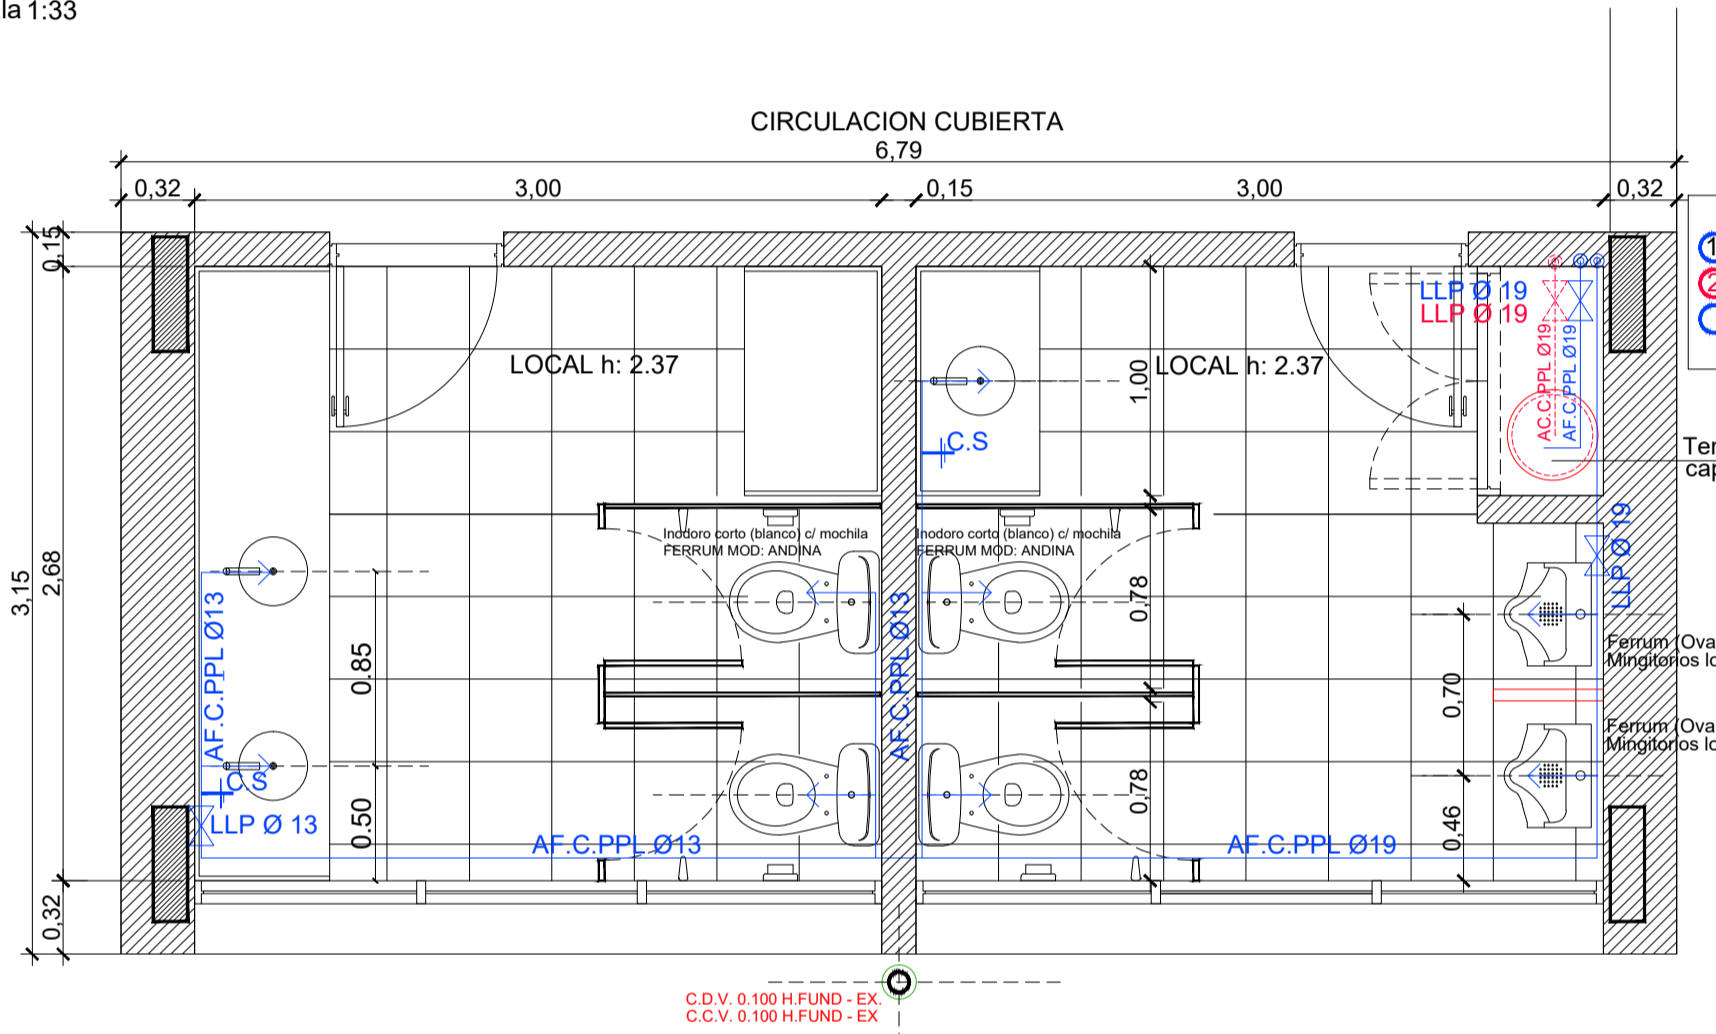 la 1:33
CIRCULACION CUBIERTA
6,79
0,32
3,00
0,15
3,00
0,32
0,15
2,68
3,15
0,32
1
2
LLP Ø 19
LLP Ø 19
AC.C.PPL Ø19
AF.C.PPL Ø19
LOCAL h: 2.37
LOCAL h: 2.37
1,00
C.S
Ter
cap
Inodoro corto (blanco) c/ mochila
FERRUM MOD: ANDINA
Inodoro corto (blanco) c/ mochila
FERRUM MOD: ANDINA
LLP Ø 19
0,78
AF.C.PPL Ø13
0.85
AF.C.PPL Ø13
Ferrum (Ova
Mingitorios lo
0,70
Ferrum (Ova
Mingitorios lo
C.S
LLP Ø 13
0.50
0,78
0,46
AF.C.PPL Ø13
AF.C.PPL Ø19
C.D.V. 0.100 H.FUND - EX.
C.C.V. 0.100 H.FUND - EX